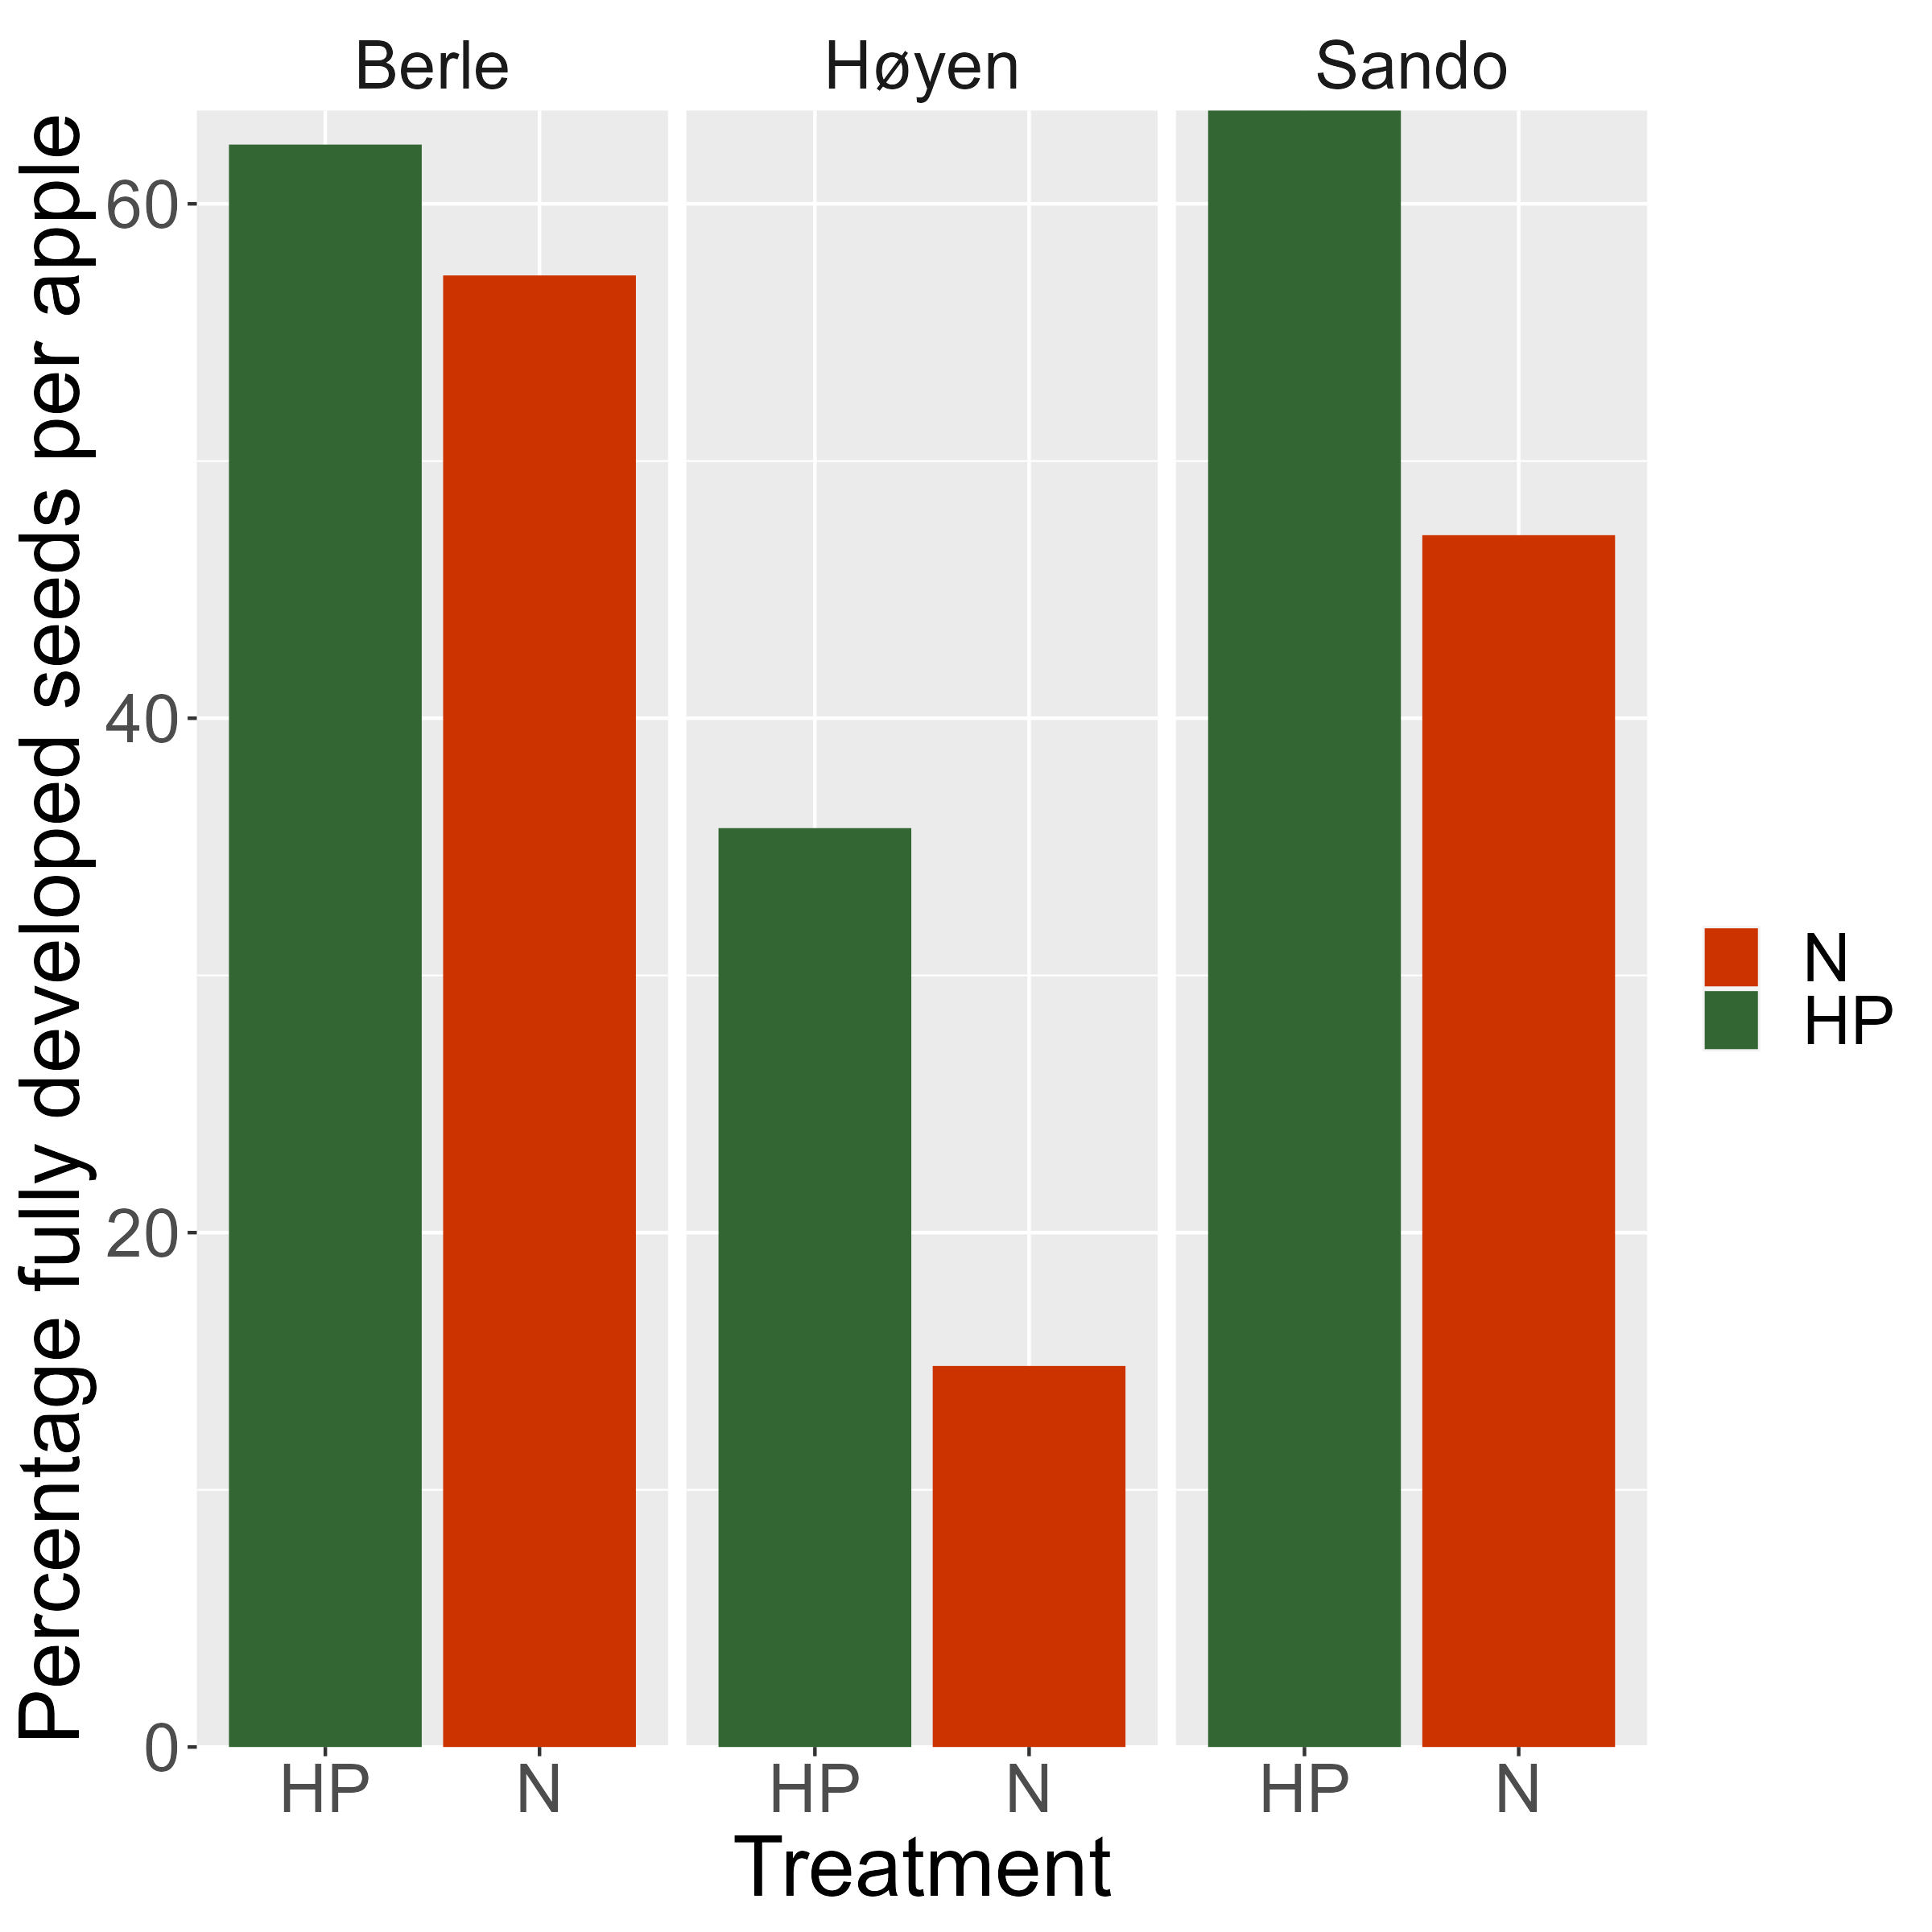 Berle
Høyen
Sando
Percentage fully developed seeds per apple
60
40
20
0
HP
N
HP
N
HP
N
Treatment
N
HP